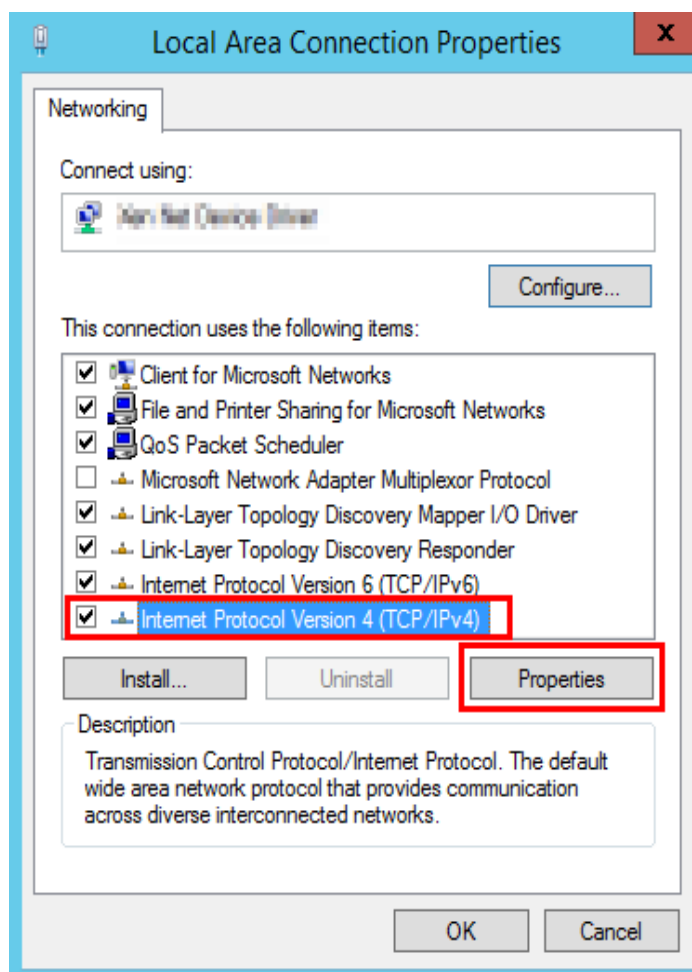 Local Area Connection Properties
x
Networking
Connect using:
Configure...
This connection uses the following items:
Client for Microsoft Networks
File and Printer Sharing for Microsoft Networks
QoS Packet Scheduler
Microsoft Network Adapter Multiplexor Protocol
Link-Layer Topology Discovery Mapper I/O Driver
Link-Layer Topology Discovery Responder
Internet Protocol Version 6 (TCP/IPv6)
Internet Protocol Version 4 (TCP/IPv4)
Install... Uninstall Properties
Description
Transmission Control Protocol/Internet Protocol. The default
wide area network protocol that provides communication
across diverse interconnected networks.
OK Cancel